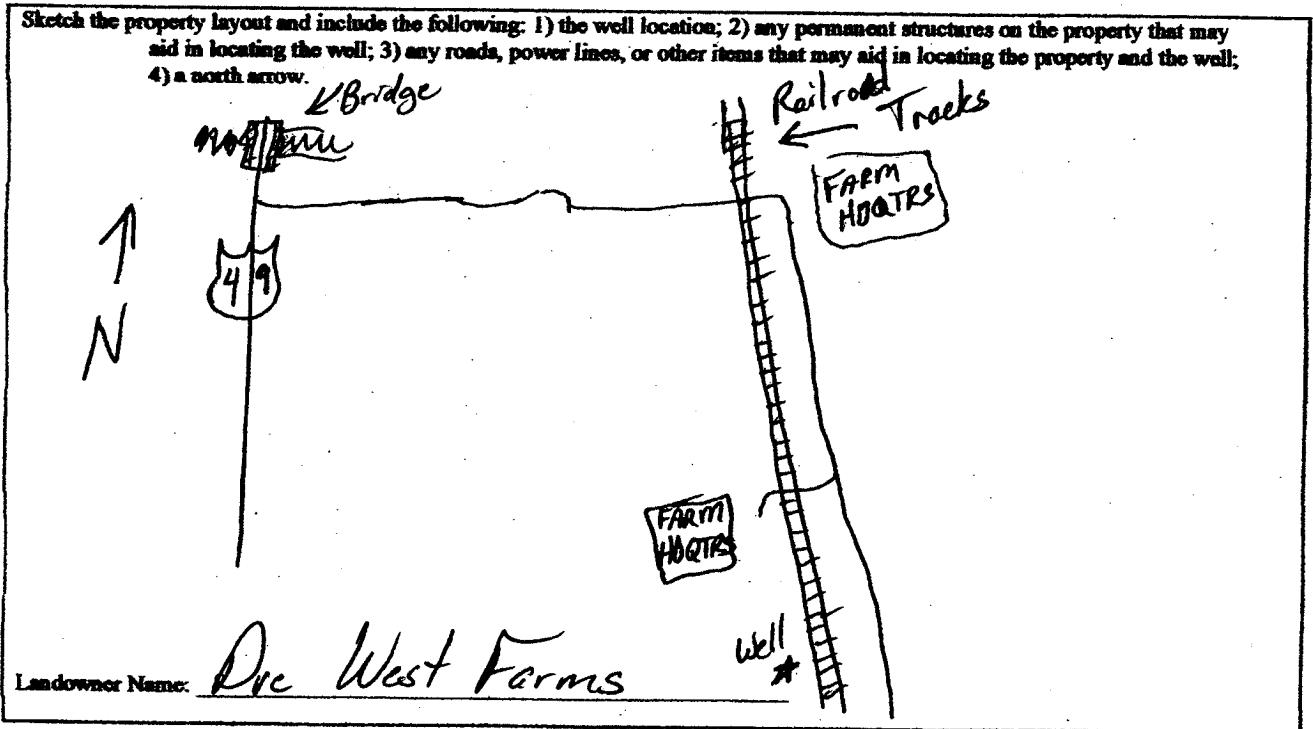 Sketch the property layout and include the following: 1) the well location; 2) any permanent structures on the property that may
aid in locating the well; 3) any roads, power lines, or other items that may aid in locating the property and the well;
4) a north arrow.
Bridge
Railroad
Tracks
FARM
HDQTRS
49
N
FARM
HDQTRS
Well
Landowner Name: West Farms